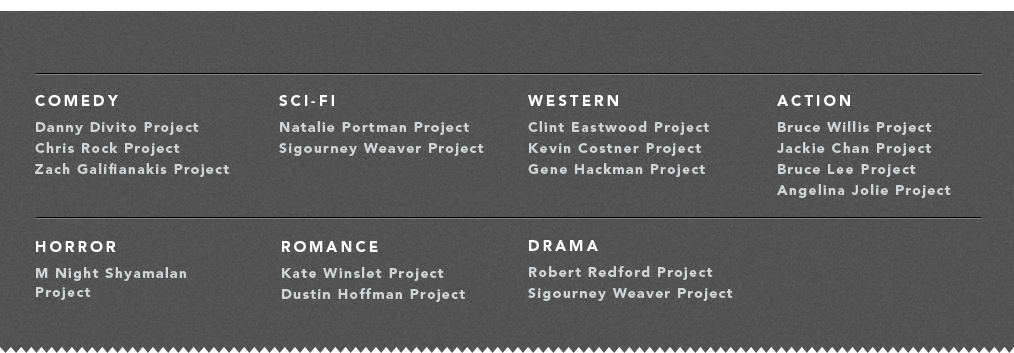 COMEDY
Danny Divito Project
Chris Rock Project
Zach Galifianakis Project
SCI-FI
Natalie Portman Project
Sigourney Weaver Project
WESTERN
Clint Eastwood Project
Kevin Costner Project
Gene Hackman Project
ACTION
Bruce Willis Project
Jackie Chan Project
Bruce Lee Project
Angelina Jolie Project
HORROR
M Night Shyamalan
Project
ROMANCE
Kate Winslet Project
Dustin Hoffman Project
DRAMA
Robert Redford Project
Sigourney Weaver Project